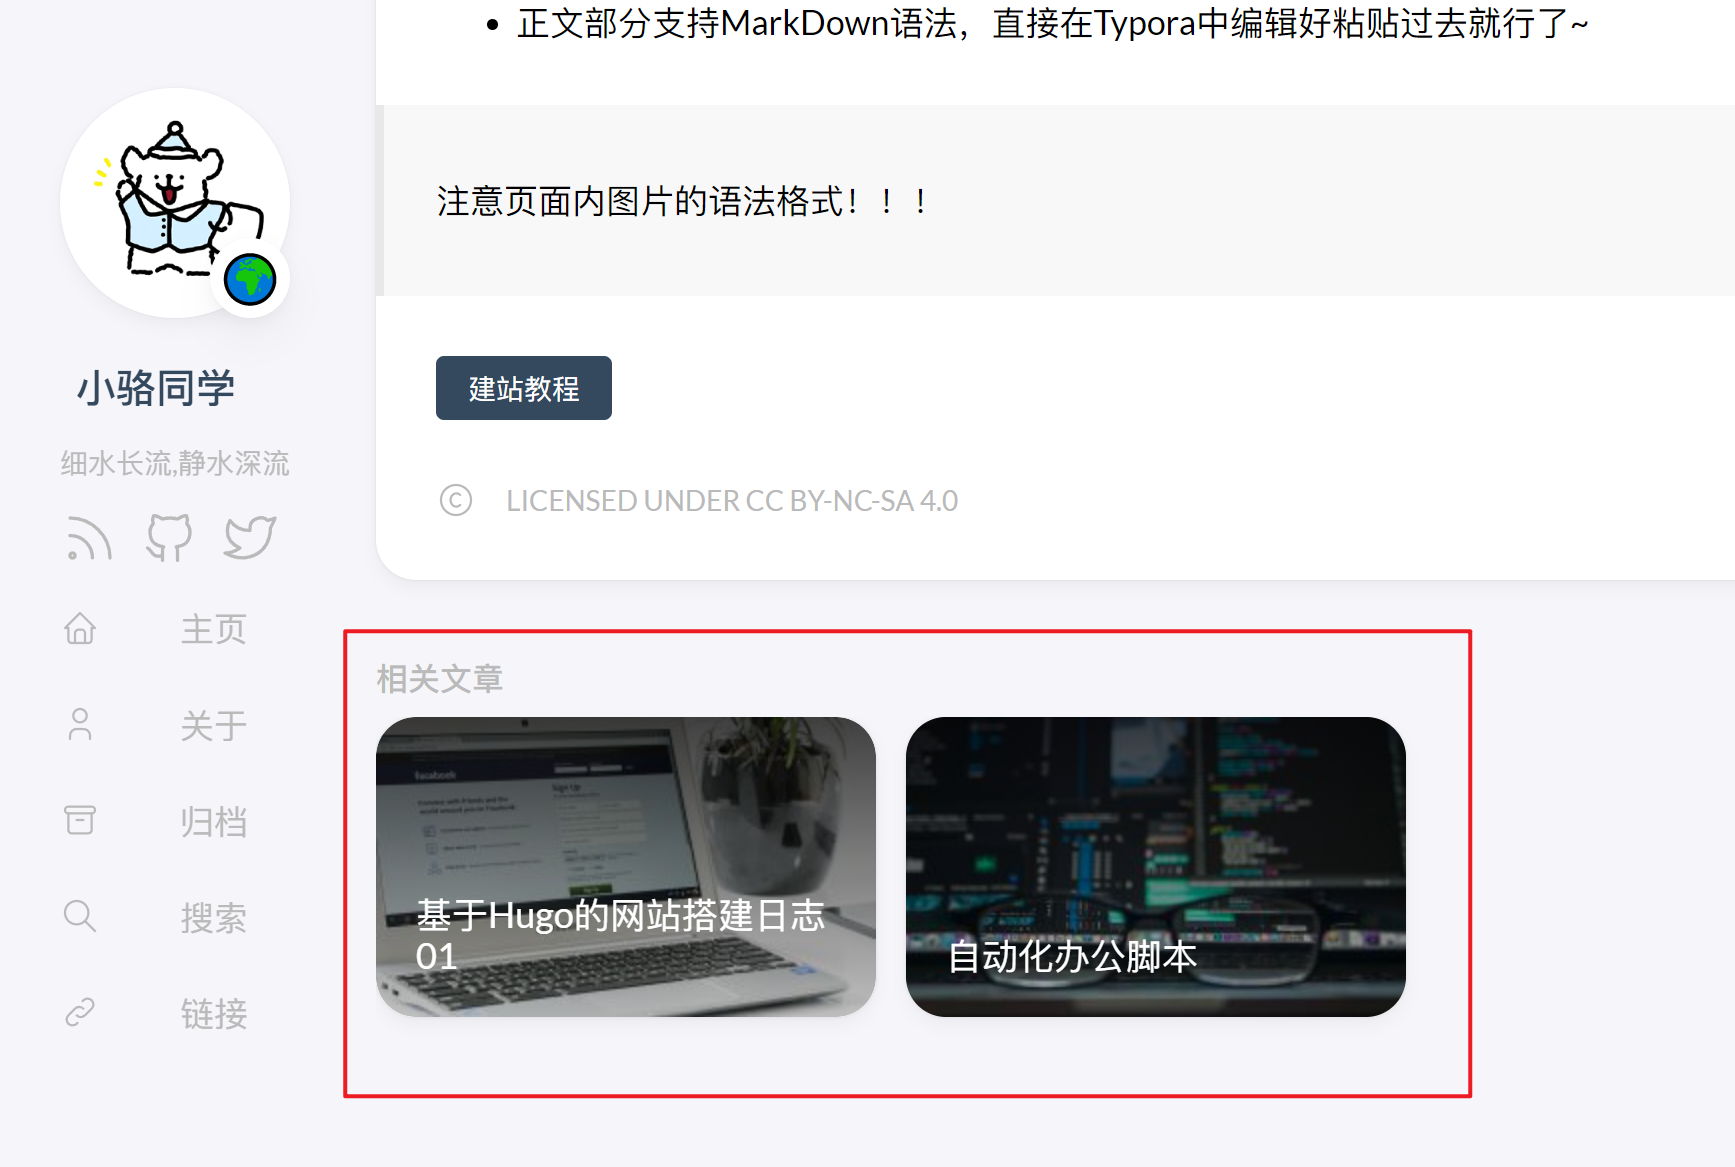 正文部分支持MarkDown语法，直接在Typora中编辑好粘贴过去就行了~
注意页面内图片的语法格式！！！
建站教程
LICENSED UNDER CC BY-NC-SA 4.0
小骆同学
细水长流,静水深流
主页
关于
归档
搜索
链接
相关文章
facebook
Sign Up
基于Hugo的网站搭建日志
01
自动化办公脚本